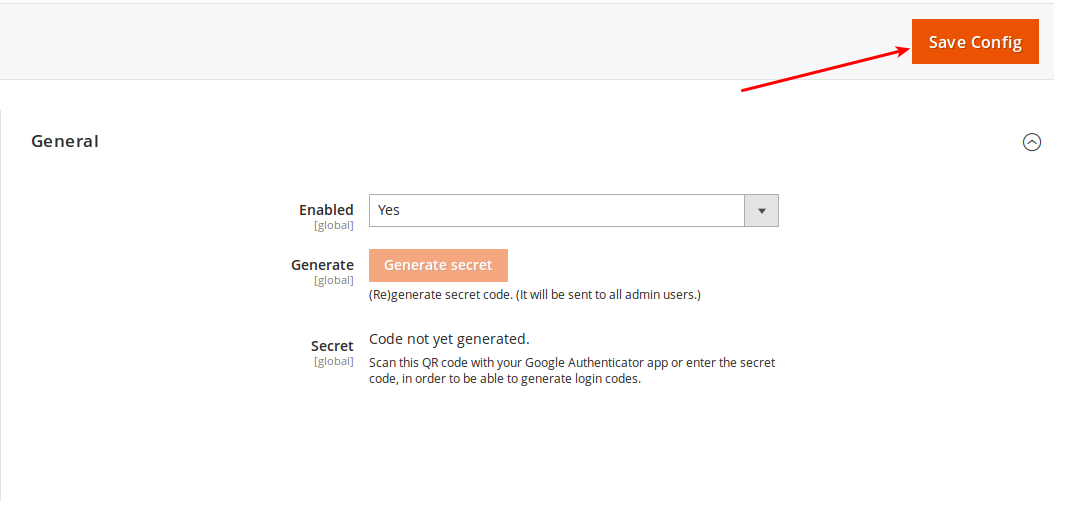 Save Config
General
Enabled
[global]
Yes
Generate
[global]
Generate secret
(Re)generate secret code. (It will be sent to all admin users.)
Secret
[global]
Code not yet generated.
Scan this QR code with your Google Authenticator app or enter the secret
code, in order to be able to generate login codes.